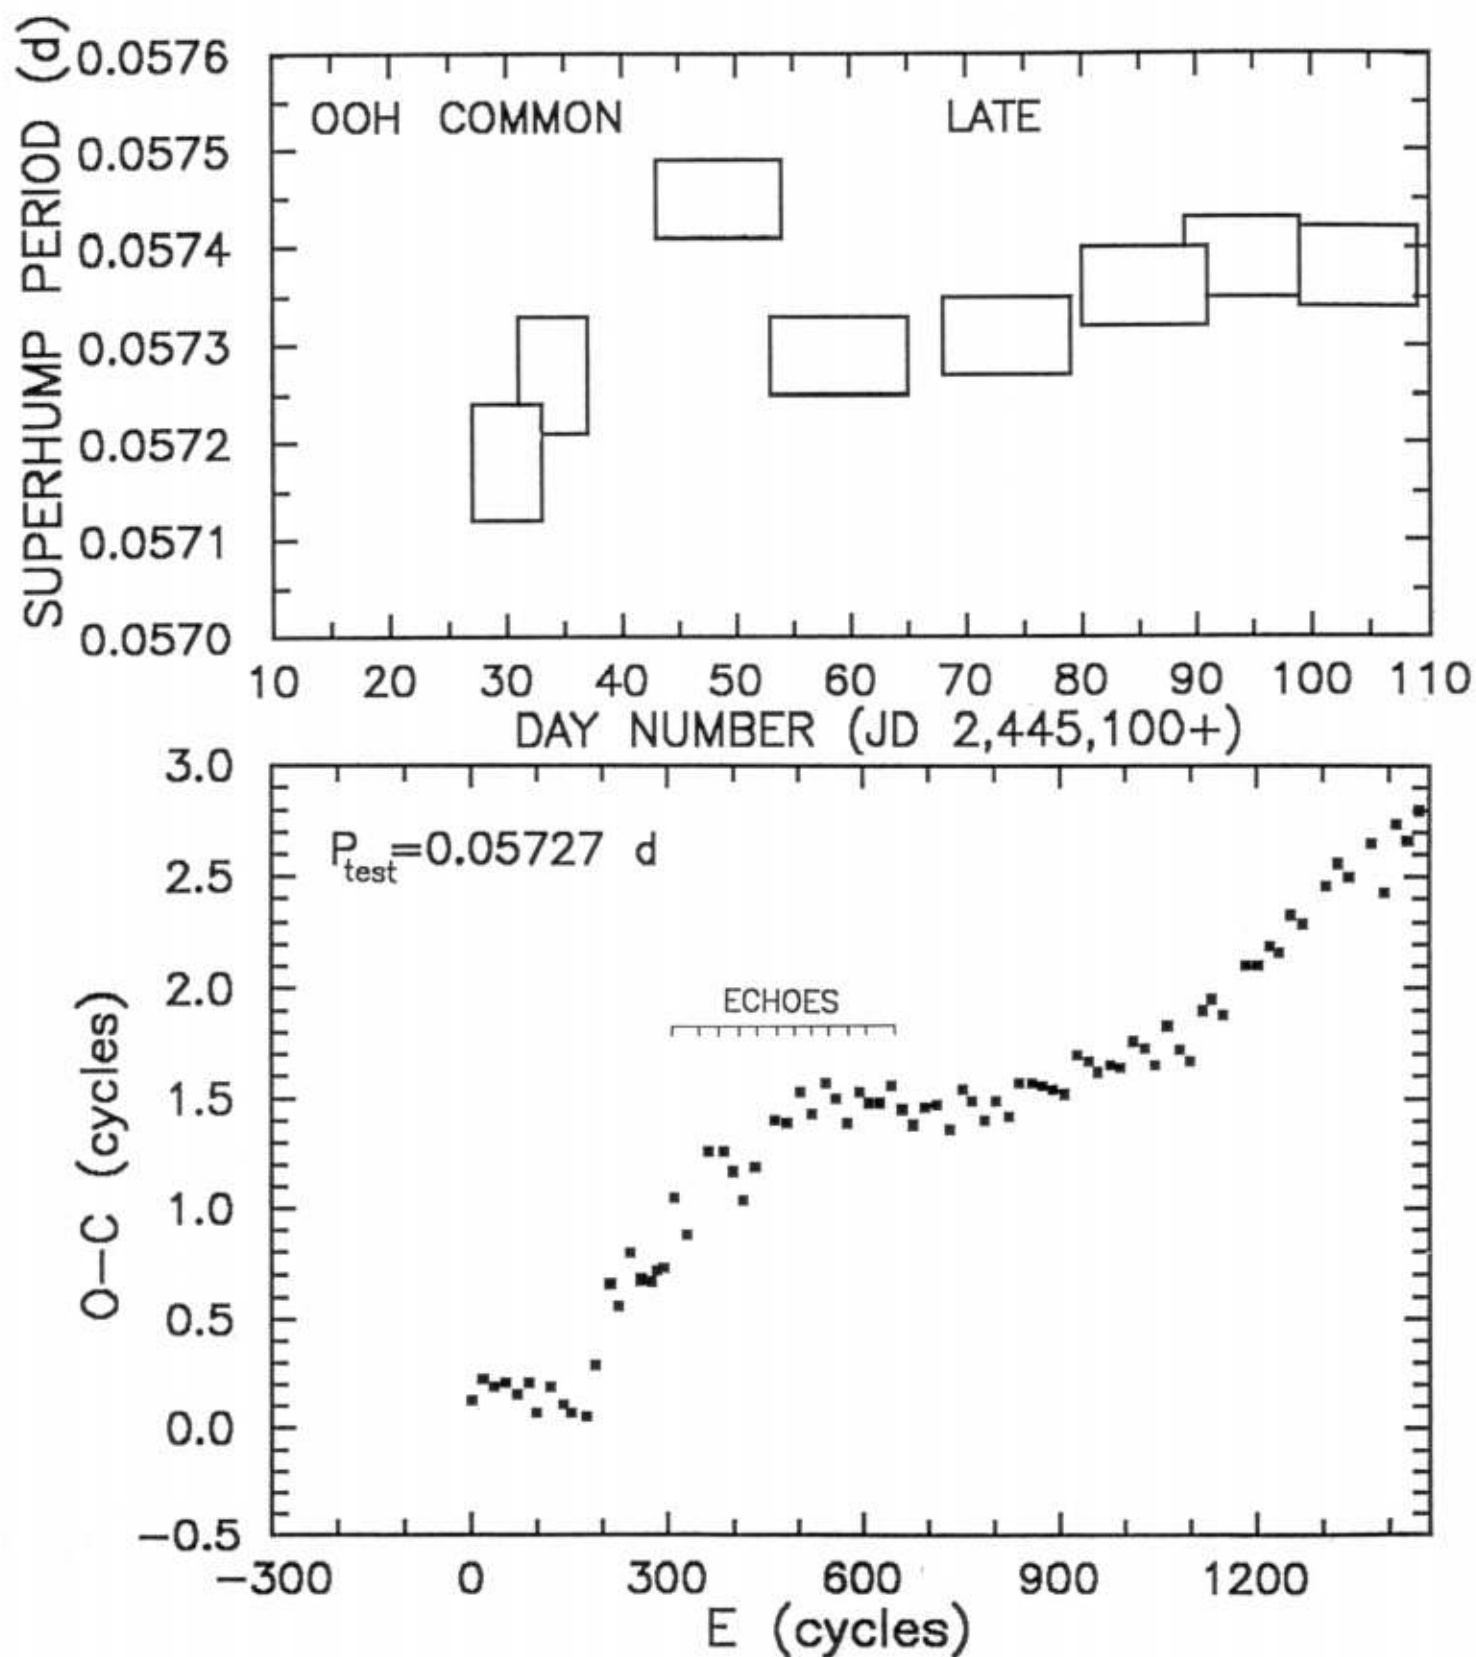 SUPERHUMP PERIOD (d)
0.0576
0.0575
0.0574
0.0573
0.0572
0.0571
0.0570
OOH COMMON LATE
10 20 30 40 50 60 70 80 90 100 110
DAY NUMBER (JD 2,445,100+)
O−C (cycles)
3.0
2.5
2.0
1.5
1.0
0.5
0.0
−0.5
Ptest=0.05727 d
ECHOES
−300 0 300 600 900 1200
E (cycles)